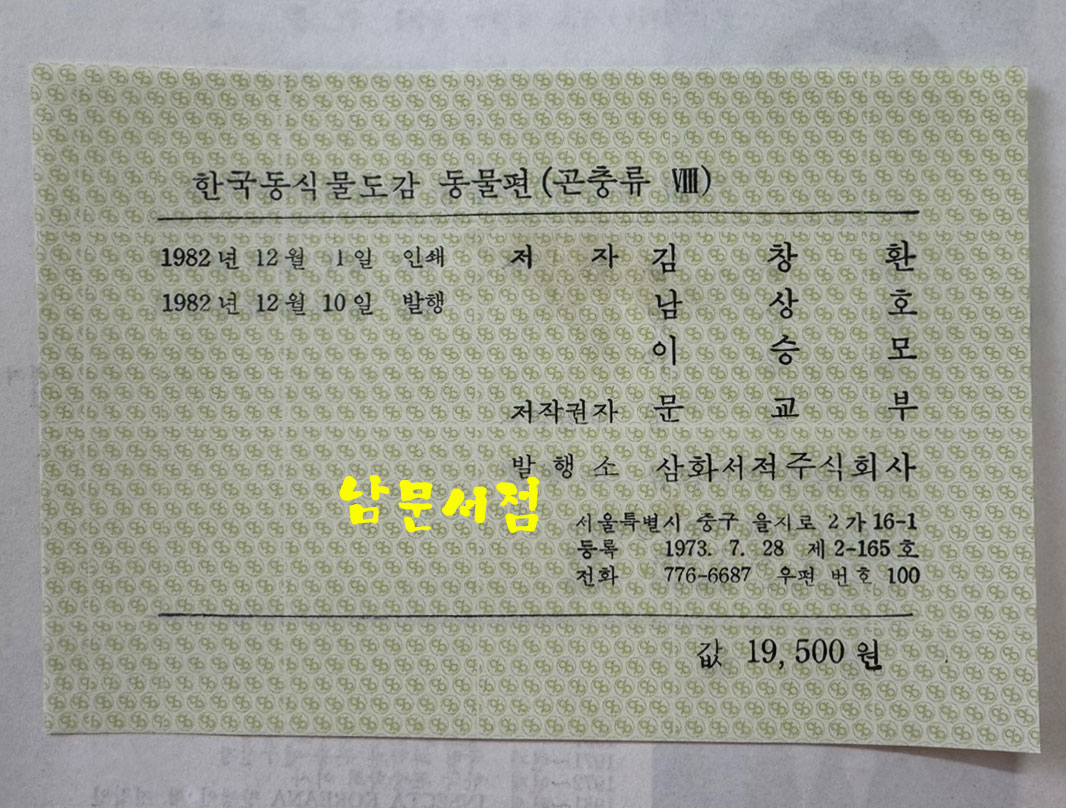 한국동식물도감 동물편 (곤충류 Ⅷ)
1982년 12월 1일 인쇄
1982년 12월 10일 발행
저 자 김 창 환
남 상 호
이 승 모
저작권자 문 교 부
발 행 소 삼화서적주식회사
남문서점
서울특별시 중구 을지로 2가 16-1
등록 1973. 7. 28 제 2-165 호
전화 776-6687 우편 번호 100
값 19,500 원